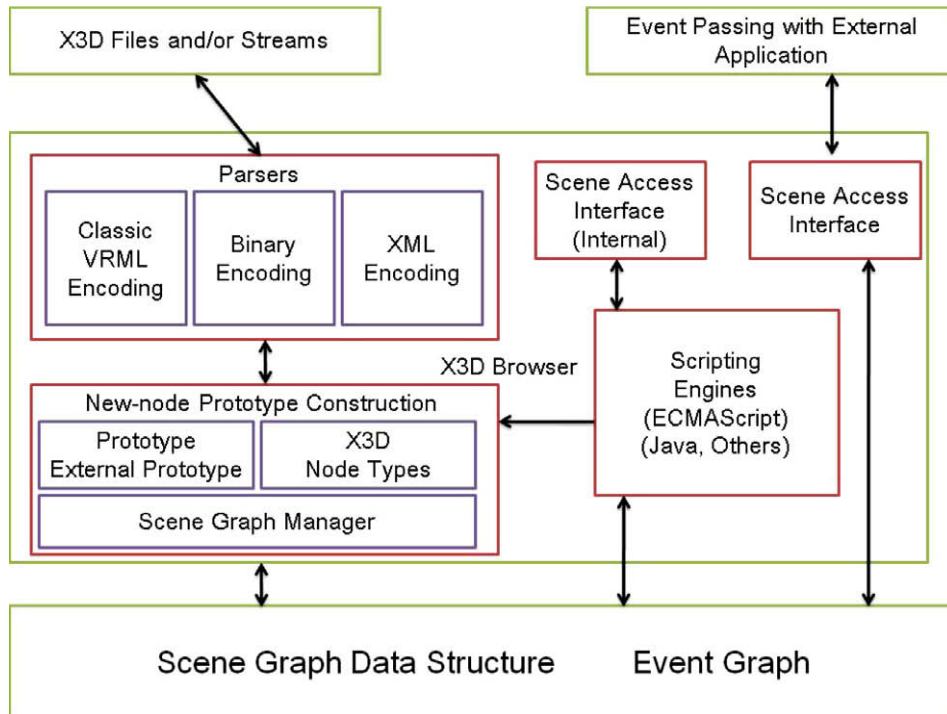 X3D Files and/or Streams
Event Passing with External
Application
Parsers
Classic
VRML
Encoding
Binary
Encoding
XML
Encoding
Scene Access
Interface
(Internal)
Scene Access
Interface
X3D Browser
Scripting
Engines
(ECMAScript)
(Java, Others)
New-node Prototype Construction
Prototype
External Prototype
X3D
Node Types
Scene Graph Manager
Scene Graph Data Structure
Event Graph